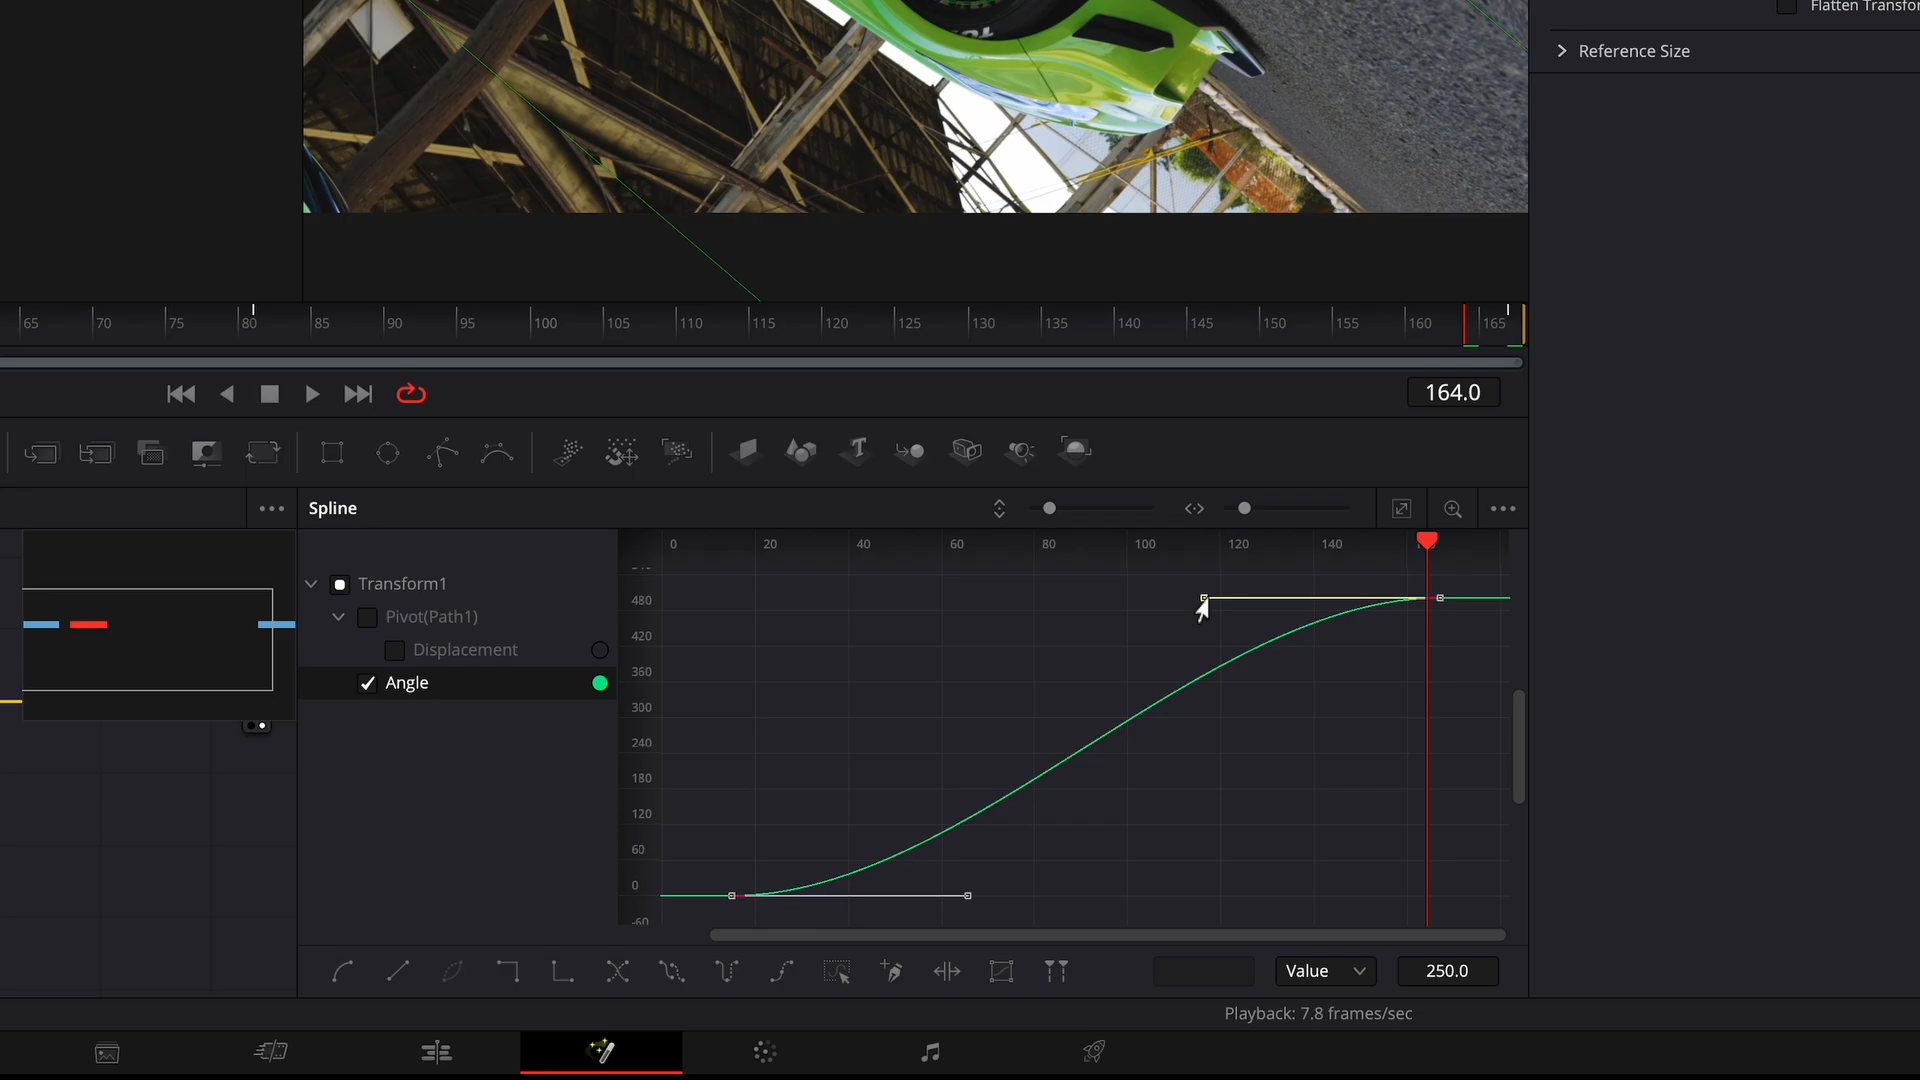 Flatten Transfor
Reference Size
65 70 75 80 85 90 95 100 105 110 115 120 125 130 135 140 145 150 155 160 165
164.0
Spline
0 20 40 60 80 100 120 140
Transform1
Pivot(Path1)
Displacement
Angle
480
420
360
300
240
180
120
60
0
-60
Value
250.0
Playback: 7.8 frames/sec